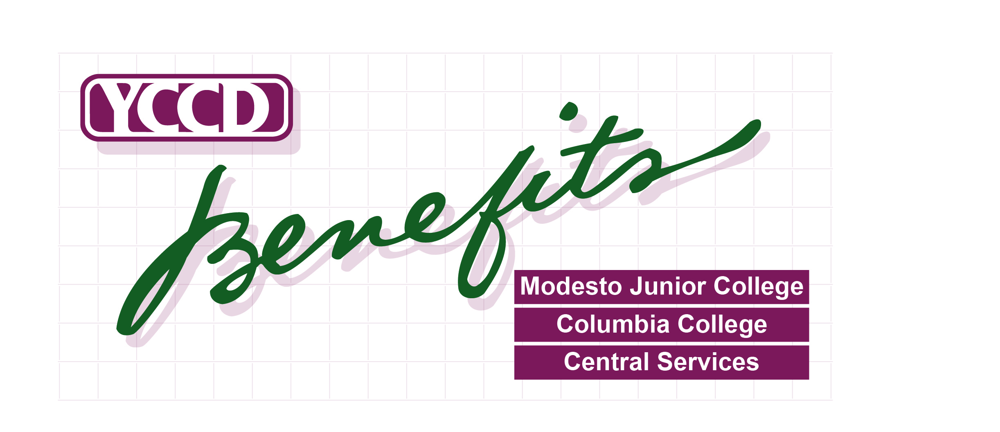 YCCD
Benefits
Modesto Junior College
Columbia College
Central Services